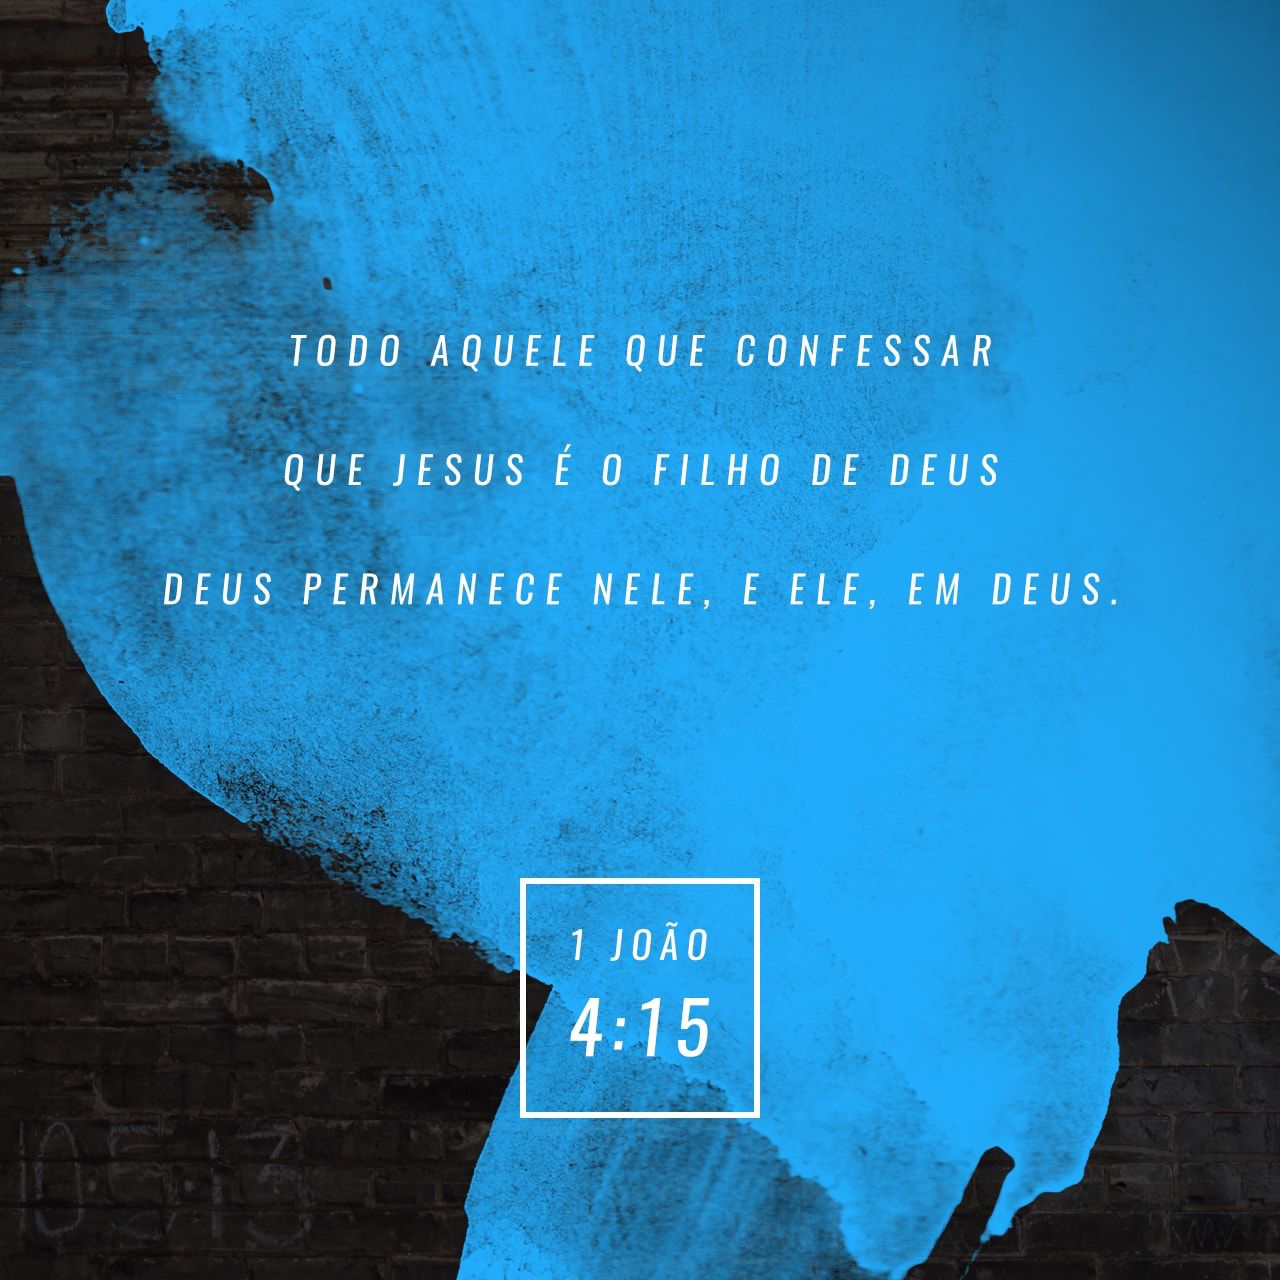 TODO AQUELE QUE CONFESSAR
QUE JESUS É O FILHO DE DEUS
DEUS PERMANECE NELE, E ELE, EM DEUS.
1 JOÃO
4:15